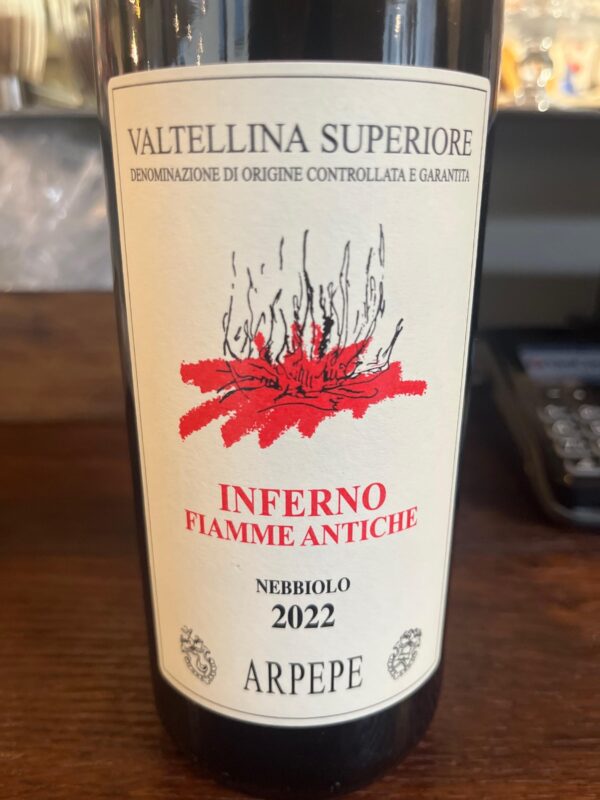 VALTELLINA SUPERIORE
DENOMINAZIONE DI ORIGINE CONTROLLATA E GARANTITA
INFERNO
FIAMME ANTICHE
NEBBIOLO
2022
ARPEPE